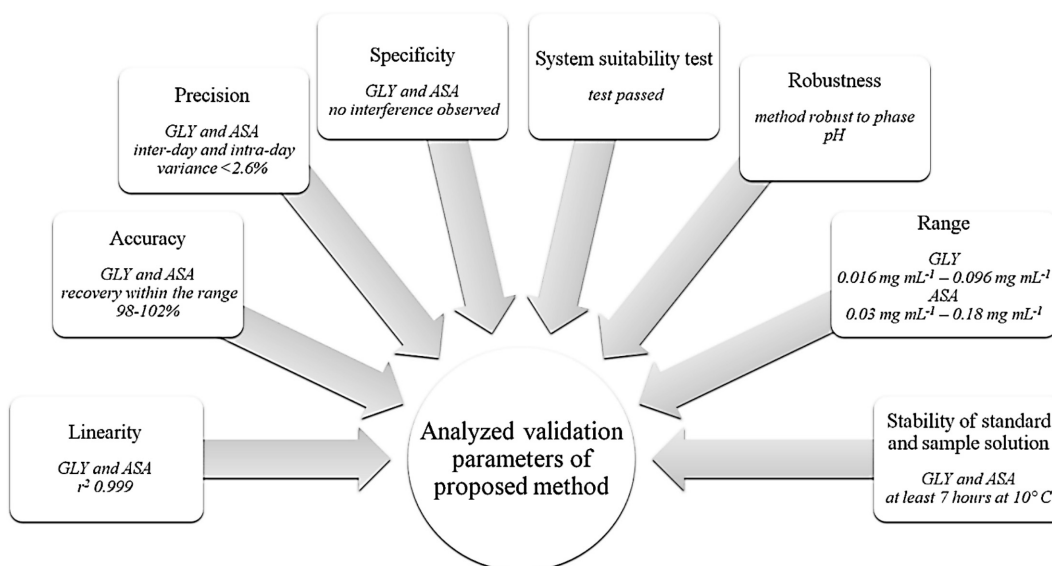 Linearity
GLY and ASA
r² 0.999
Accuracy
GLY and ASA
recovery within the range
98-102%
Precision
GLY and ASA
inter-day and intra-day
variance <2.6%
Specificity
GLY and ASA
no interference observed
System suitability test
test passed
Robustness
method robust to phase
pH
Range
GLY
0.016 mg mL⁻¹ – 0.096 mg mL⁻¹
ASA
0.03 mg mL⁻¹ – 0.18 mg mL⁻¹
Stability of standard
and sample solution
GLY and ASA
at least 7 hours at 10° C
Analyzed validation
parameters of
proposed method